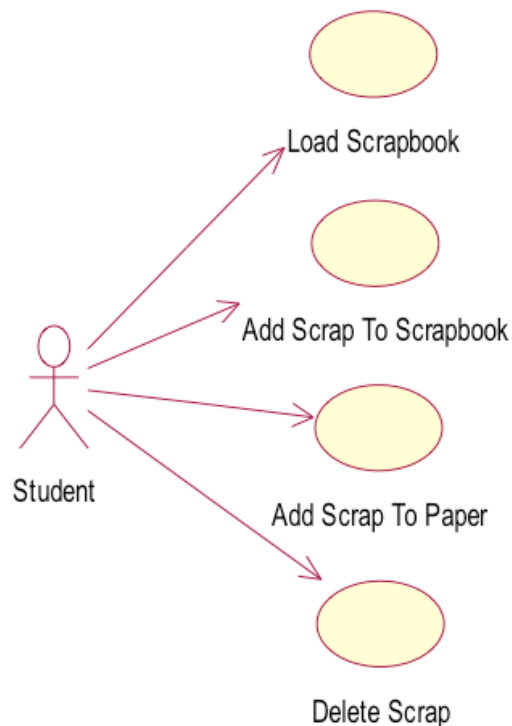 Load Scrapbook
Add Scrap To Scrapbook
Student
Add Scrap To Paper
Delete Scrap